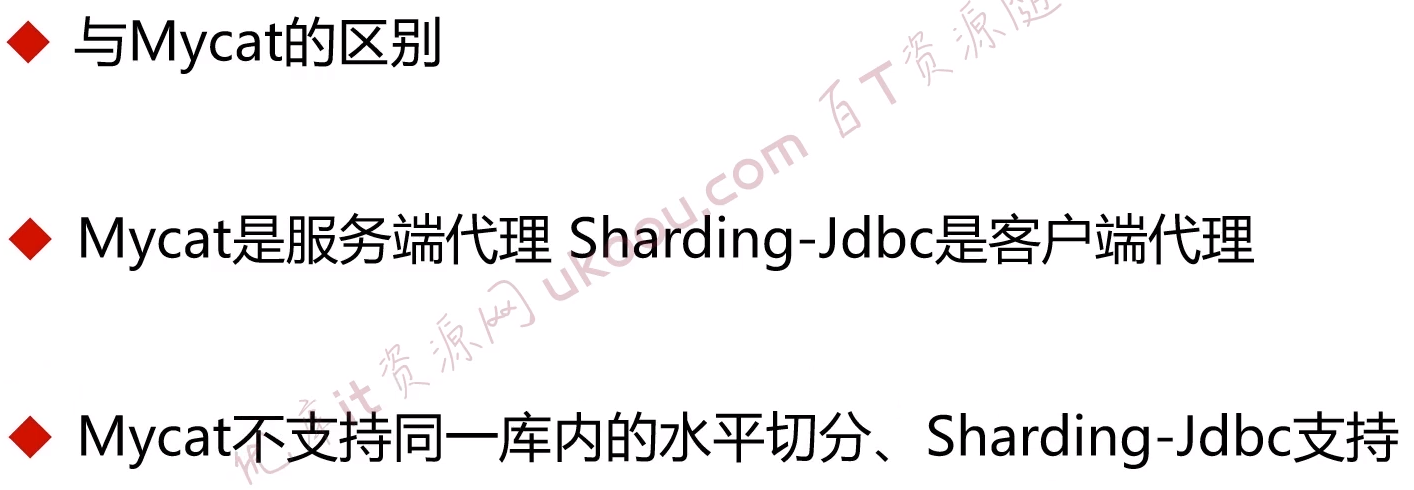 与Mycat的区别
Mycat是服务端代理 Sharding-Jdbc是客户端代理
Mycat不支持同一库内的水平切分、Sharding-Jdbc支持
it资源网 ukoou.com 百T资源随